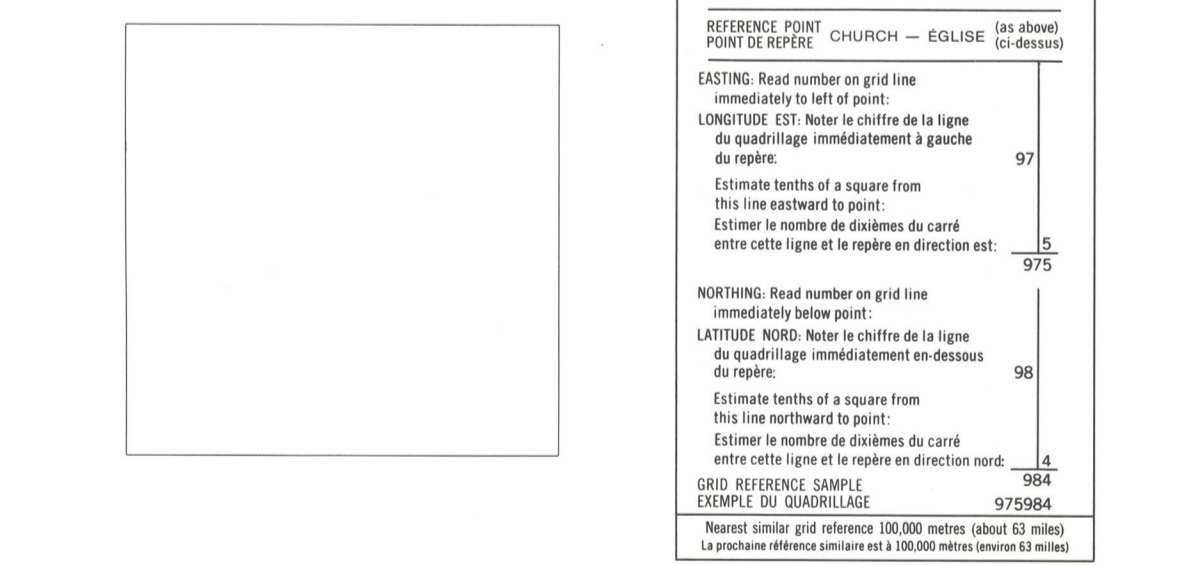 REFERENCE POINT CHURCH — ÉGLISE (as above)
POINT DE REPÈRE (ci-dessus)
EASTING: Read number on grid line
immediately to left of point:
LONGITUDE EST: Noter le chiffre de la ligne
du quadrillage immédiatement à gauche
du repère: 97
Estimate tenths of a square from
this line eastward to point:
Estimer le nombre de dixièmes du carré
entre cette ligne et le repère en direction est: 5
975
NORTHING: Read number on grid line
immediately below point:
LATITUDE NORD: Noter le chiffre de la ligne
du quadrillage immédiatement en-dessous
du repère: 98
Estimate tenths of a square from
this line northward to point:
Estimer le nombre de dixièmes du carré
entre cette ligne et le repère en direction nord: 4
984
GRID REFERENCE SAMPLE
EXEMPLE DU QUADRILLAGE 975984
Nearest similar grid reference 100,000 metres (about 63 miles)
La prochaine référence similaire est à 100,000 mètres (environ 63 milles)